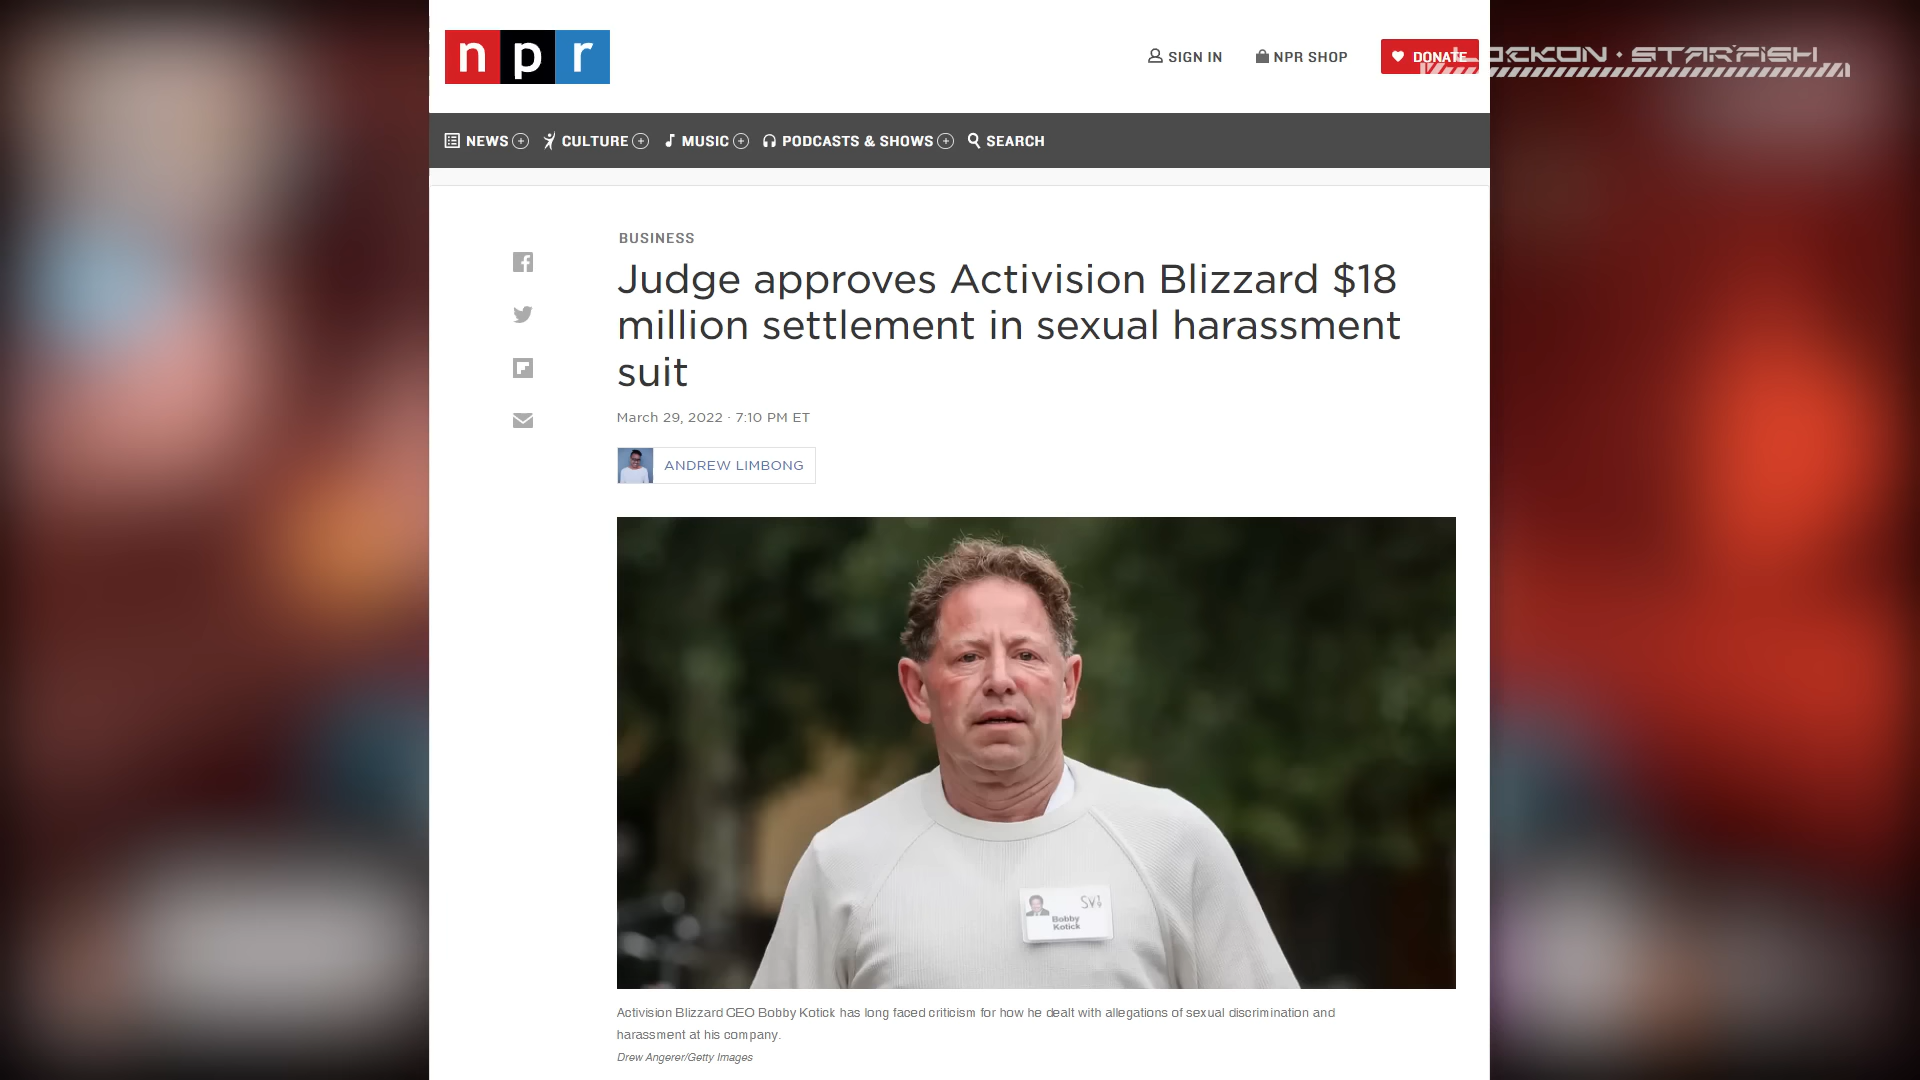 npr
SIGN IN
NPR SHOP
DONATE
OCKON · STARFISH
NEWS
CULTURE
MUSIC
PODCASTS & SHOWS
SEARCH
BUSINESS
Judge approves Activision Blizzard $18
million settlement in sexual harassment
suit
March 29, 2022 · 7:10 PM ET
ANDREW LIMBONG
Bobby
Kotick
Activision Blizzard CEO Bobby Kotick has long faced criticism for how he dealt with allegations of sexual discrimination and
harassment at his company.
Drew Angerer/Getty Images